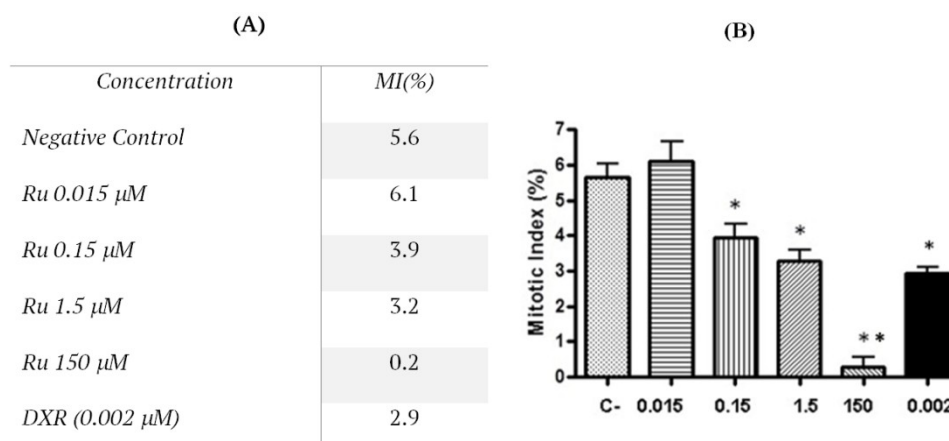 (A)
Concentration MI(%)
Negative Control 5.6
Ru 0.015 μM 6.1
Ru 0.15 μM 3.9
Ru 1.5 μM 3.2
Ru 150 μM 0.2
DXR (0.002 μM) 2.9
(B)
Mitotic Index (%)
7
6
5
4
3
2
1
0
*
*
**
*
C- 0.015 0.15 1.5 150 0.002